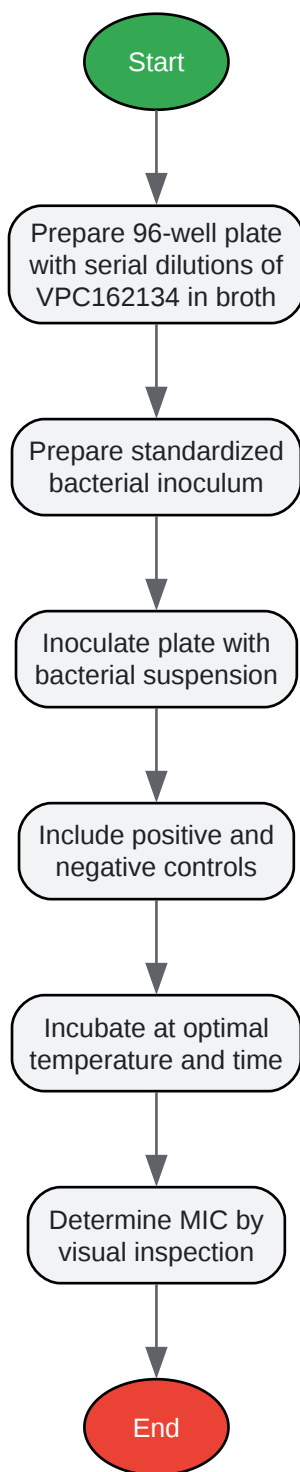 Start
Prepare 96-well plate
with serial dilutions of
VPC162134 in broth
Prepare standardized
bacterial inoculum
Inoculate plate with
bacterial suspension
Include positive and
negative controls
Incubate at optimal
temperature and time
Determine MIC by
visual inspection
End